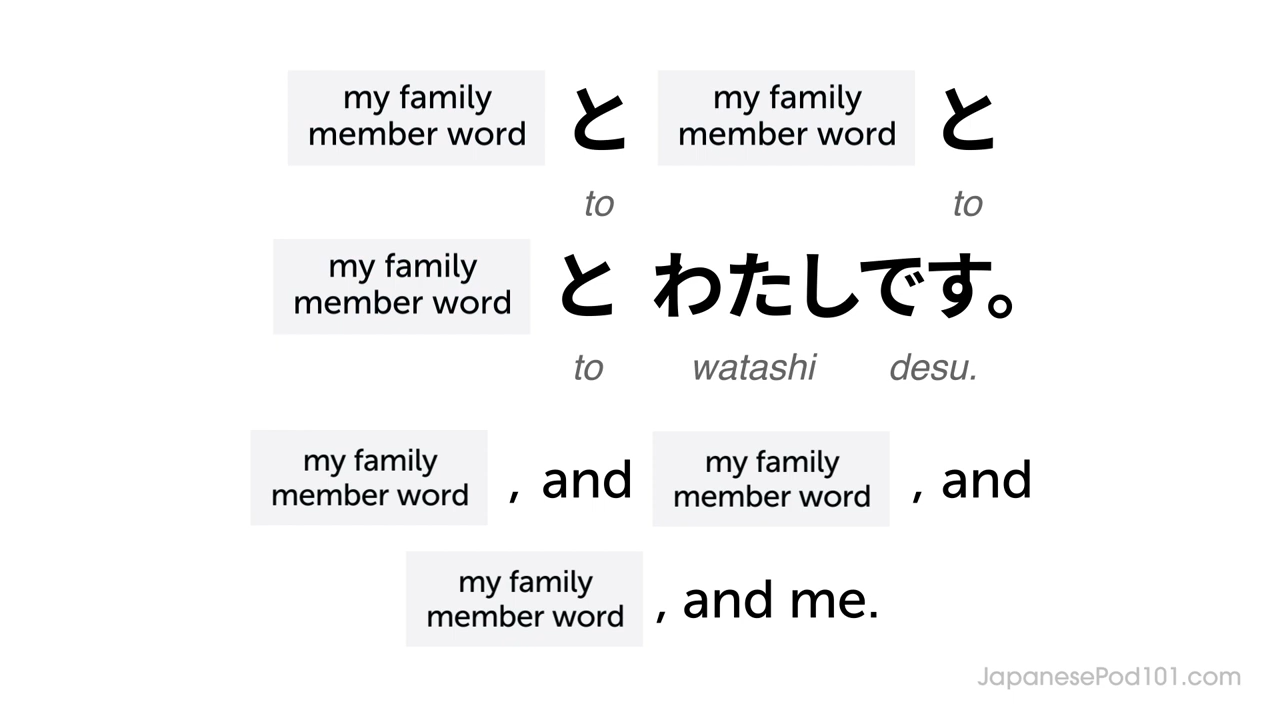 my family member word と my family member word と
to to
my family member word と わたしです。
to watashi desu.
my family member word , and my family member word , and
my family member word , and me.
JapanesePod101.com